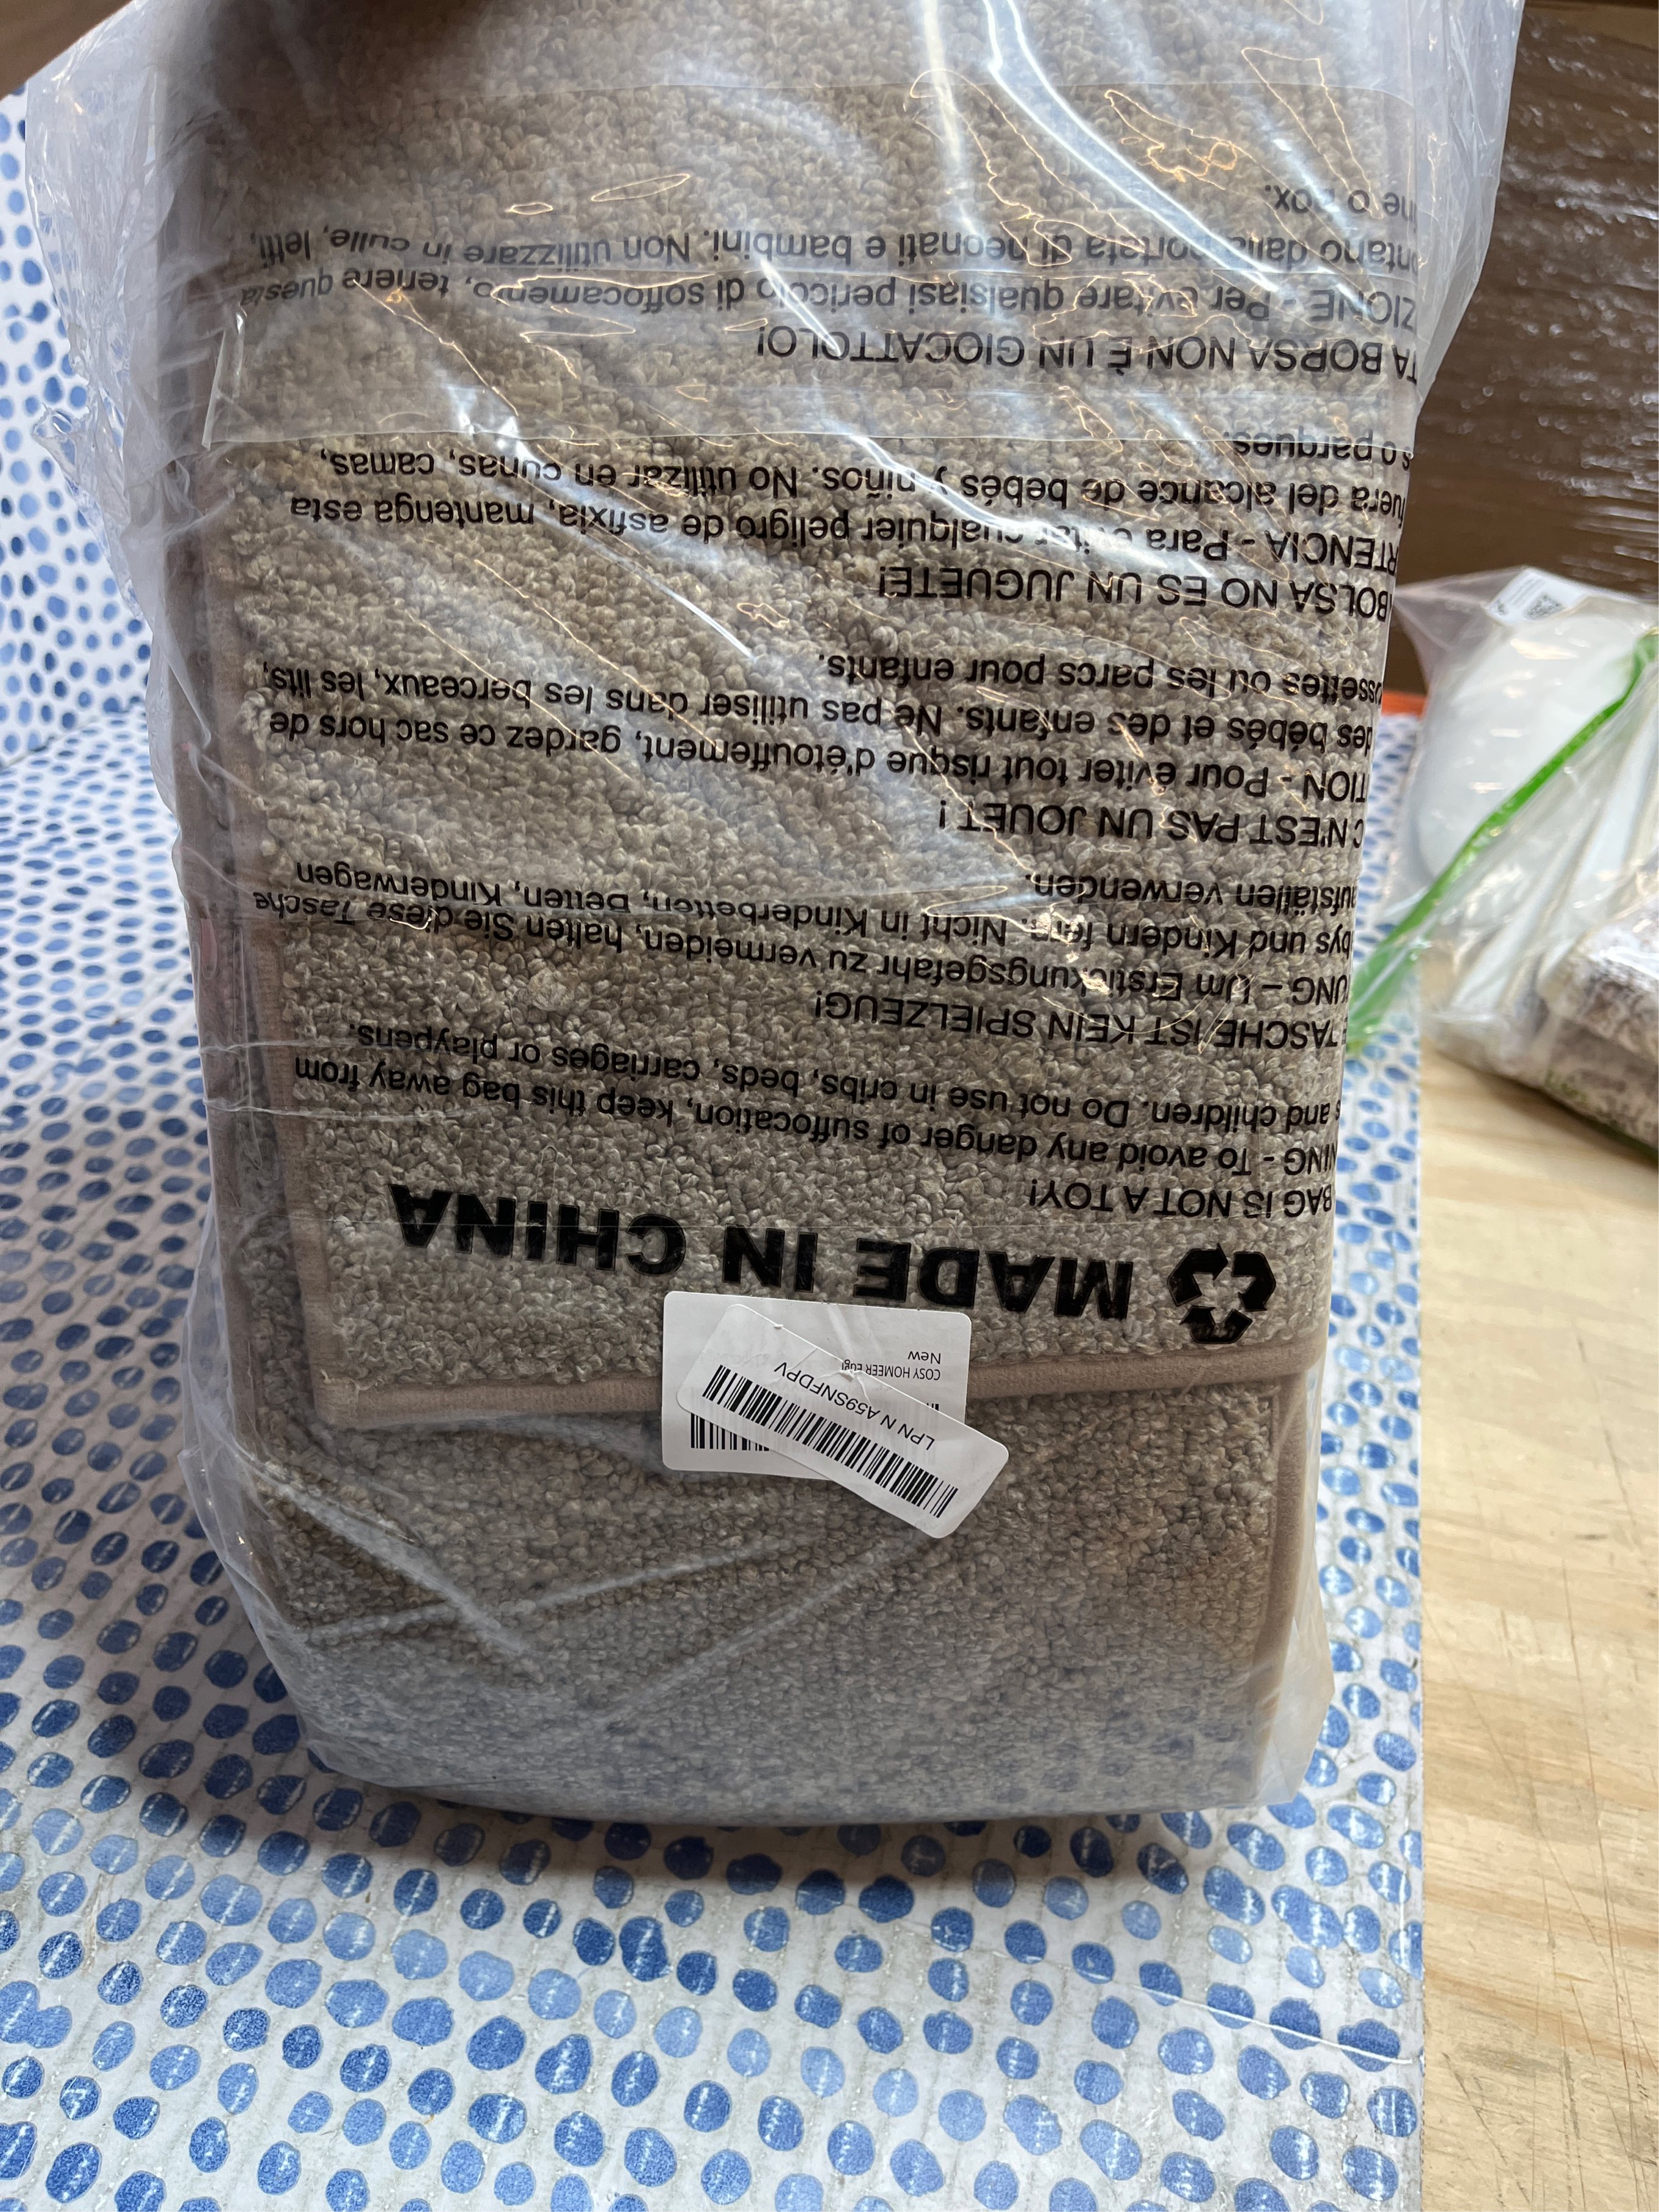 MADE IN CHINA
BAG IS NOT A TOY!
NING - To avoid any danger of suffocation, keep this bag away from
s and children. Do not use in cribs, beds, carriages or playpens.
TASCHE IST KEIN SPIELZEUG!
UNG – Um Erstickungsgefahr zu vermeiden, halten Sie diese Tasche
bys und Kindern fern. Nicht in Kinderbetten, Betten, Kinderwagen
aufställen verwenden.
C N'EST PAS UN JOUET !
TION - Pour éviter tout risque d'étouffement, gardez ce sac hors de
des bébés et des enfants. Ne pas utiliser dans les berceaux, les lits,
ssettes ou les parcs pour enfants.
BOLSA NO ES UN JUGUETE!
RTENCIA - Para evitar cualquier peligro de asfixia, mantenga esta
fuera del alcance de bebés y niños. No utilizar en cunas, camas,
s o parques.
TA BORSA NON È UN GIOCATTOLO!
ZIONE - Per evitare qualsiasi pericolo di soffocamento, tenere questa
ntano dalla portata di neonati e bambini. Non utilizzare in culle, letti,
ine o box.
LPN N A59SNFDPV
COSY HOMEER
New